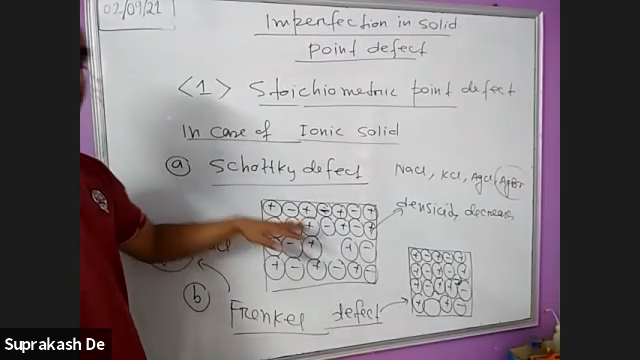 02/09/21
Imperfection in solid
point defect
<1> Stoichiometric point defect
In case of Ionic solid
(a) Schottky defect
NaCl, KCl, AgCl, AgBr
density decreases
(b) Frenkel defect
Suprakash De